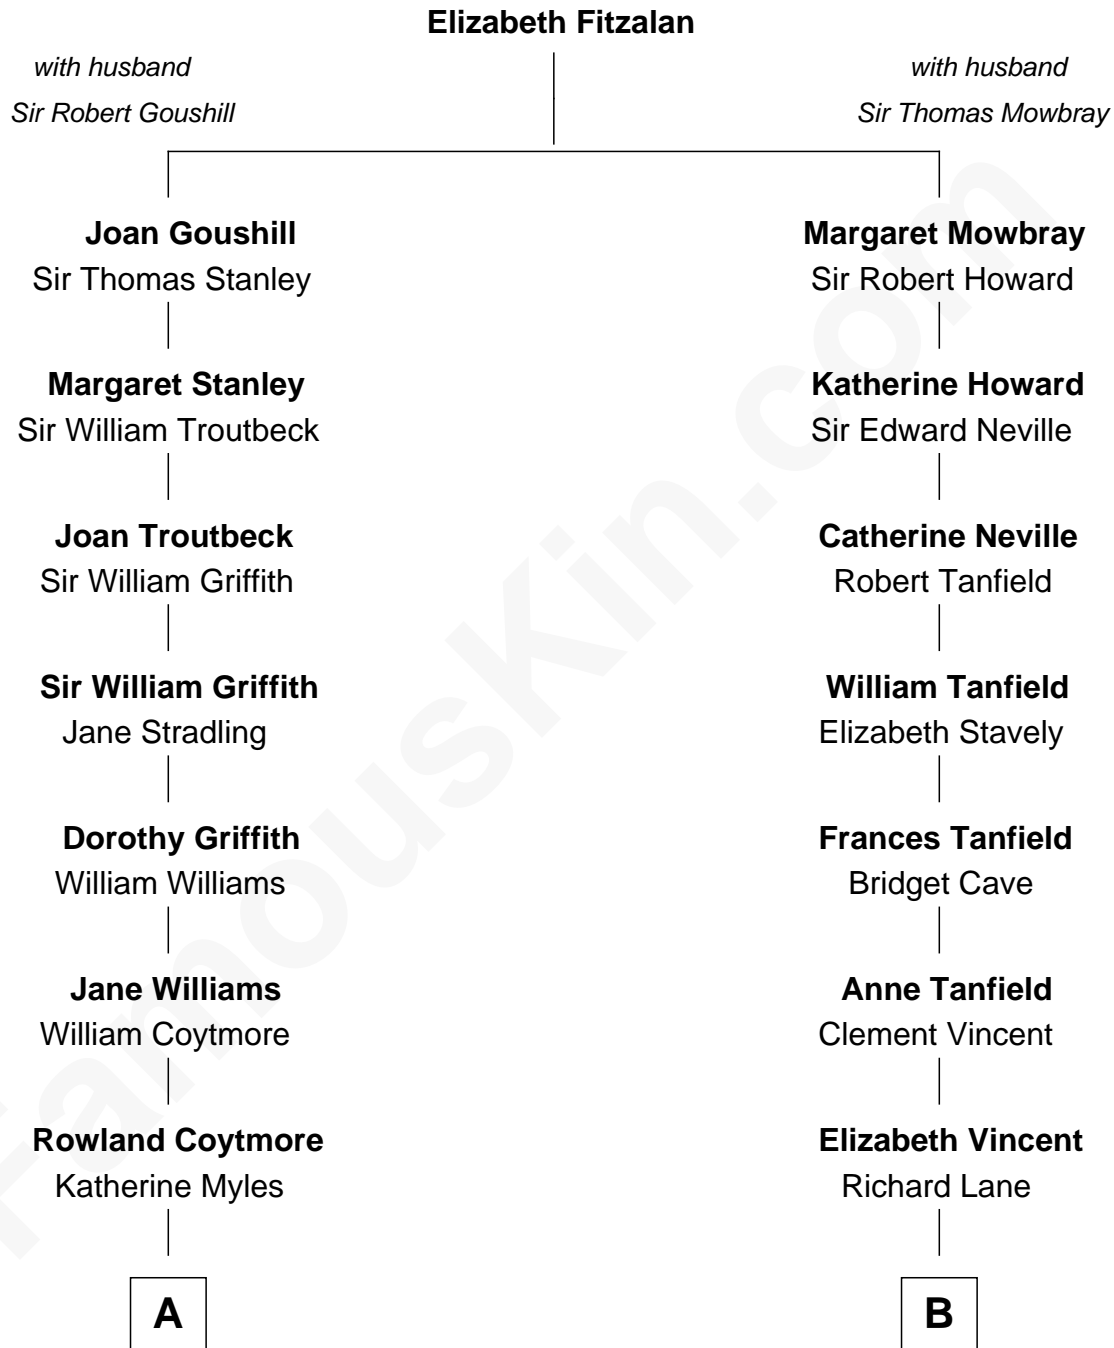 Elizabeth Fitzalan
with husband
Sir Robert Goushill
with husband
Sir Thomas Mowbray
Joan Goushill
Sir Thomas Stanley
Margaret Mowbray
Sir Robert Howard
Margaret Stanley
Sir William Troutbeck
Katherine Howard
Sir Edward Neville
Joan Troutbeck
Sir William Griffith
Catherine Neville
Robert Tanfield
Sir William Griffith
Jane Stradling
William Tanfield
Elizabeth Stavely
Dorothy Griffith
William Williams
Frances Tanfield
Bridget Cave
Jane Williams
William Coytmore
Anne Tanfield
Clement Vincent
Rowland Coytmore
Katherine Myles
Elizabeth Vincent
Richard Lane
A
B
FamousKin.com